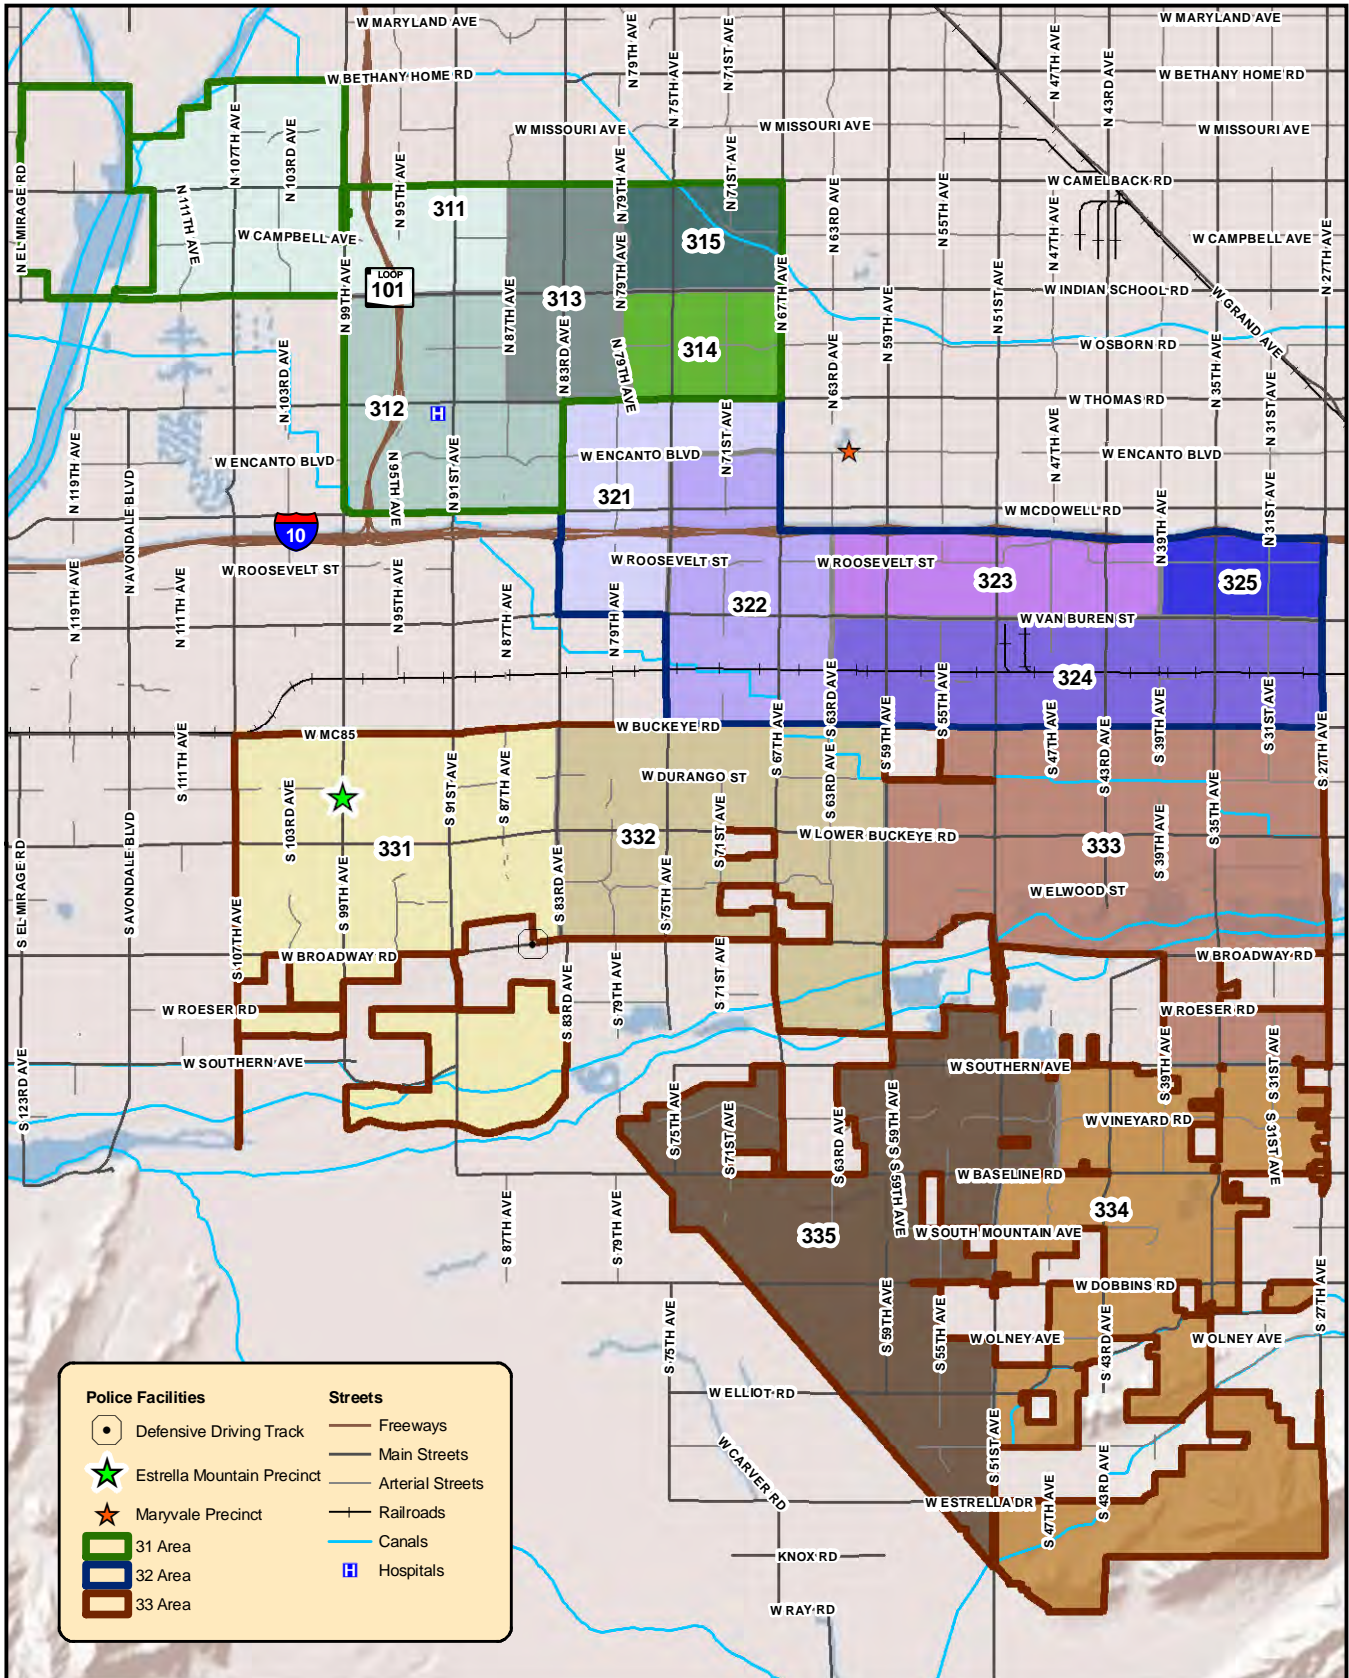 W MARYLAND AVE
W MARYLAND AVE
N 79TH AVE
N 71ST AVE
N 75TH AVE
N 47TH AVE
N 43RD AVE
W BETHANY HOME RD
W BETHANY HOME RD
W MISSOURI AVE
W MISSOURI AVE
W MISSOURI AVE
N 107TH AVE
N 103RD AVE
N 95TH AVE
N 79TH AVE
N 71ST AVE
N EL MIRAGE RD
N 111TH AVE
311
W CAMELBACK RD
N 63RD AVE
N 55TH AVE
N 47TH AVE
W CAMPBELL AVE
315
W CAMPBELL AVE
N 27TH AVE
LOOP
101
N 99TH AVE
N 87TH AVE
313
N 79TH AVE
N 67TH AVE
W INDIAN SCHOOL RD
N 51ST AVE
N 59TH AVE
W GRAND AVE
N 103RD AVE
N 83RD AVE
N 79TH AVE
314
N 63RD AVE
W OSBORN RD
N 35TH AVE
N 31ST AVE
312
H
W THOMAS RD
N 119TH AVE
N AVONDALE BLVD
W ENCANTO BLVD
N 95TH AVE
N 91ST AVE
W ENCANTO BLVD
N 71ST AVE
N 47TH AVE
W ENCANTO BLVD
321
W MCDOWELL RD
N 39TH AVE
N 31ST AVE
10
W ROOSEVELT ST
W ROOSEVELT ST
W ROOSEVELT ST
323
325
N 119TH AVE
N 111TH AVE
N 95TH AVE
N 87TH AVE
N 79TH AVE
322
W VAN BUREN ST
324
S 63RD AVE
S 55TH AVE
S 59TH AVE
S 67TH AVE
S 47TH AVE
S 43RD AVE
S 39TH AVE
S 31ST AVE
S 27TH AVE
W MC85
W BUCKEYE RD
S 111TH AVE
S 91ST AVE
S 87TH AVE
W DURANGO ST
S 63RD AVE
S 103RD AVE
331
332
S 71ST AVE
W LOWER BUCKEYE RD
333
S 39TH AVE
S 35TH AVE
S EL MIRAGE RD
S AVONDALE BLVD
S 99TH AVE
S 83RD AVE
S 75TH AVE
W ELWOOD ST
S 107TH AVE
W BROADWAY RD
W BROADWAY RD
W ROESER RD
S 83RD AVE
S 79TH AVE
S 71ST AVE
W ROESER RD
W SOUTHERN AVE
W SOUTHERN AVE
S 39TH AVE
S 31ST AVE
S 123RD AVE
S 75TH AVE
S 71ST AVE
S 63RD AVE
S 59TH AVE
S 59TH AVE
W VINEYARD RD
S 31ST AVE
W BASELINE RD
S 87TH AVE
S 79TH AVE
335
334
W SOUTH MOUNTAIN AVE
W DOBBINS RD
S 27TH AVE
S 75TH AVE
S 59TH AVE
S 55TH AVE
W OLNEY AVE
S 43RD AVE
W OLNEY AVE
W ELLIOT RD
W CARVER RD
S 51ST AVE
S 47TH AVE
S 43RD AVE
W ESTRELLA DR
KNOX RD
W RAY RD
Police Facilities
Defensive Driving Track
Estrella Mountain Precinct
Maryvale Precinct
31 Area
32 Area
33 Area
Streets
Freeways
Main Streets
Arterial Streets
Railroads
Canals
H Hospitals